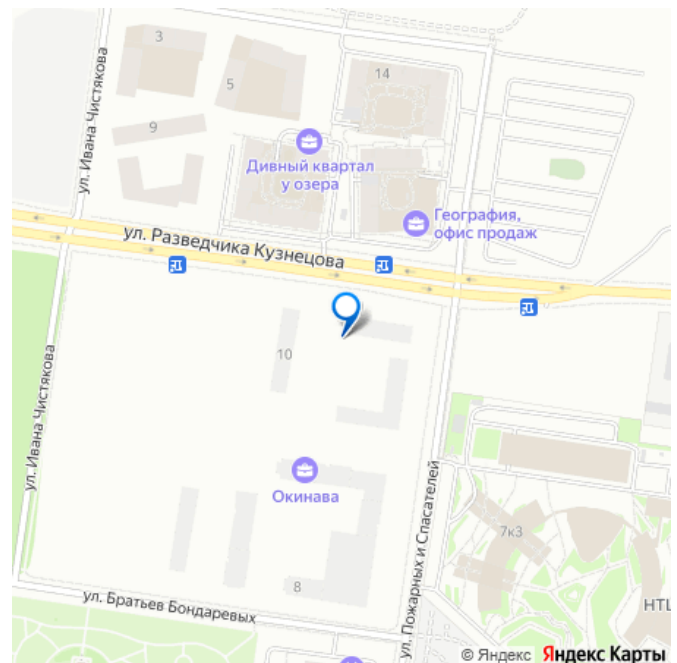 3
14
5
ул. Ивана Чистякова
9
Дивный квартал
у озера
География,
офис продаж
ул. Разведчика Кузнецова
10
ул. Ивана Чистякова
Окинава
ул. Пожарных и Спасателей
7к3
8
ул. Братьев Бондаревых
НТЦ
© Яндекс Яндекс Карты